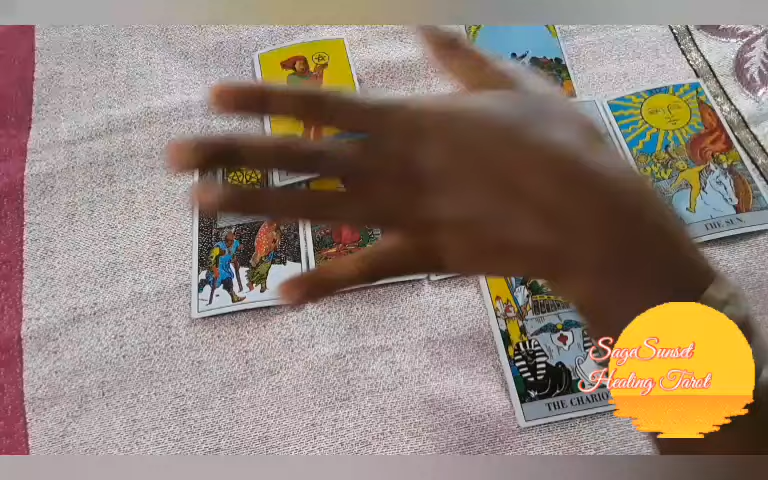 THE SUN.
SageSunset
Healing Tarot
THE CHARIO